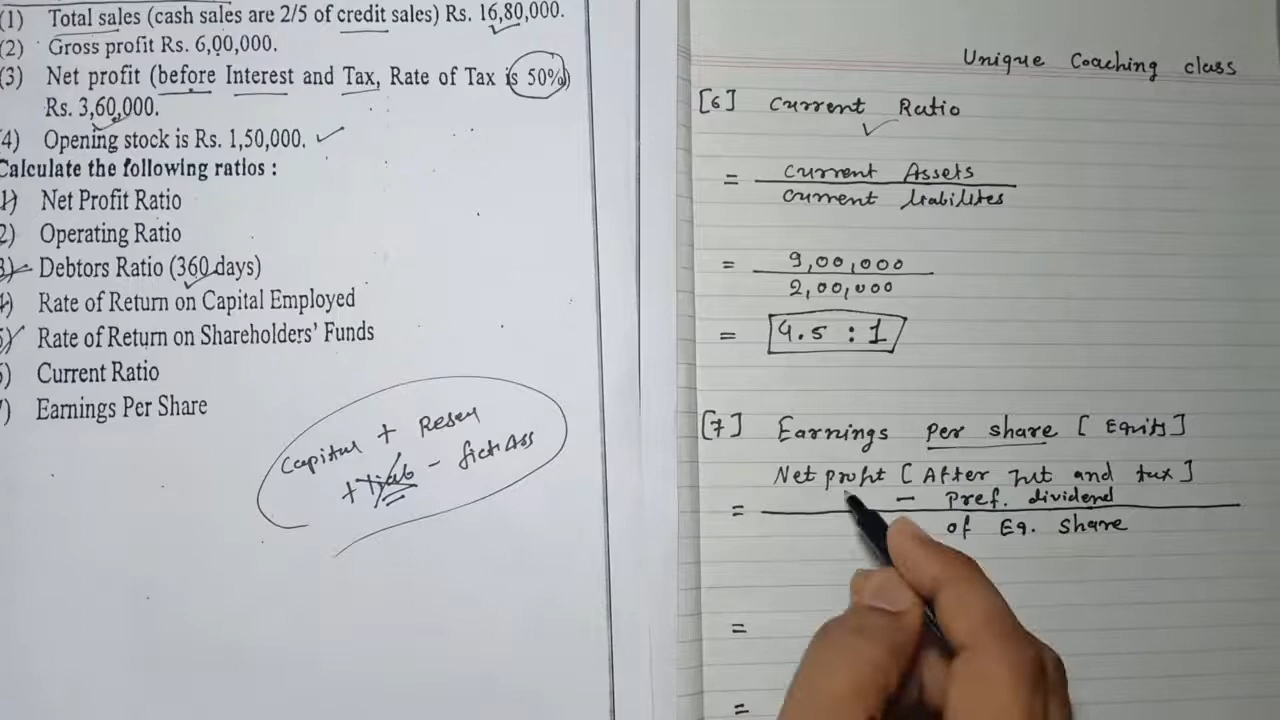 (1) Total sales (cash sales are 2/5 of credit sales) Rs. 16,80,000.
(2) Gross profit Rs. 6,00,000.
(3) Net profit (before Interest and Tax, Rate of Tax is 50%)
Rs. 3,60,000.
4) Opening stock is Rs. 1,50,000.
Calculate the following ratios :
1) Net Profit Ratio
2) Operating Ratio
3) Debtors Ratio (360 days)
4) Rate of Return on Capital Employed
5) Rate of Return on Shareholders' Funds
6) Current Ratio
7) Earnings Per Share
Capital + Reser
+ - fictAss
Unique Coaching class
[6] Current Ratio
= Current Assets
Current liabilites
= 9,00,000
2,00,000
= 4.5 : 1
[7] Earnings Per share [Equity]
Net profit [After Int and tax]
= - Pref. dividend
of Eq. Share
=
=